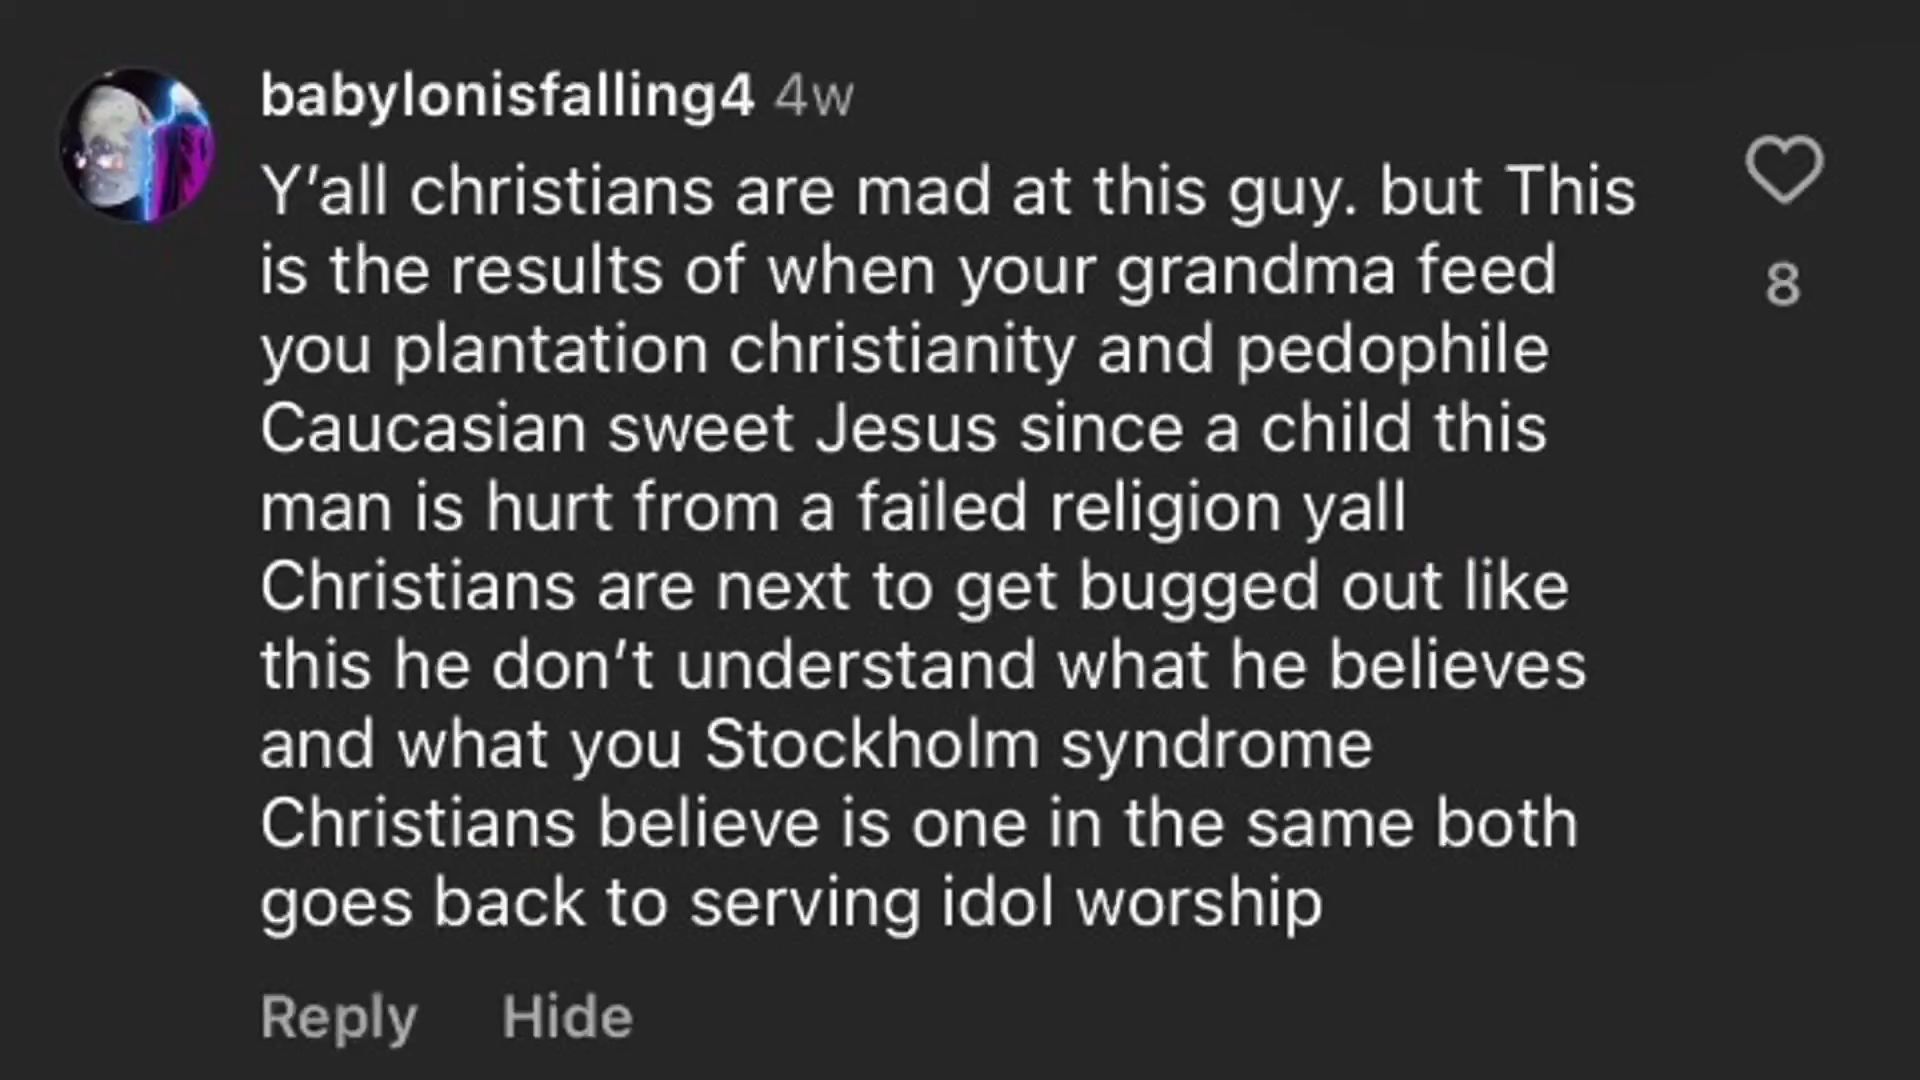 babylonisfalling4 4w
Y'all christians are mad at this guy. but This
is the results of when your grandma feed
you plantation christianity and pedophile
Caucasian sweet Jesus since a child this
man is hurt from a failed religion yall
Christians are next to get bugged out like
this he don't understand what he believes
and what you Stockholm syndrome
Christians believe is one in the same both
goes back to serving idol worship
8
Reply Hide